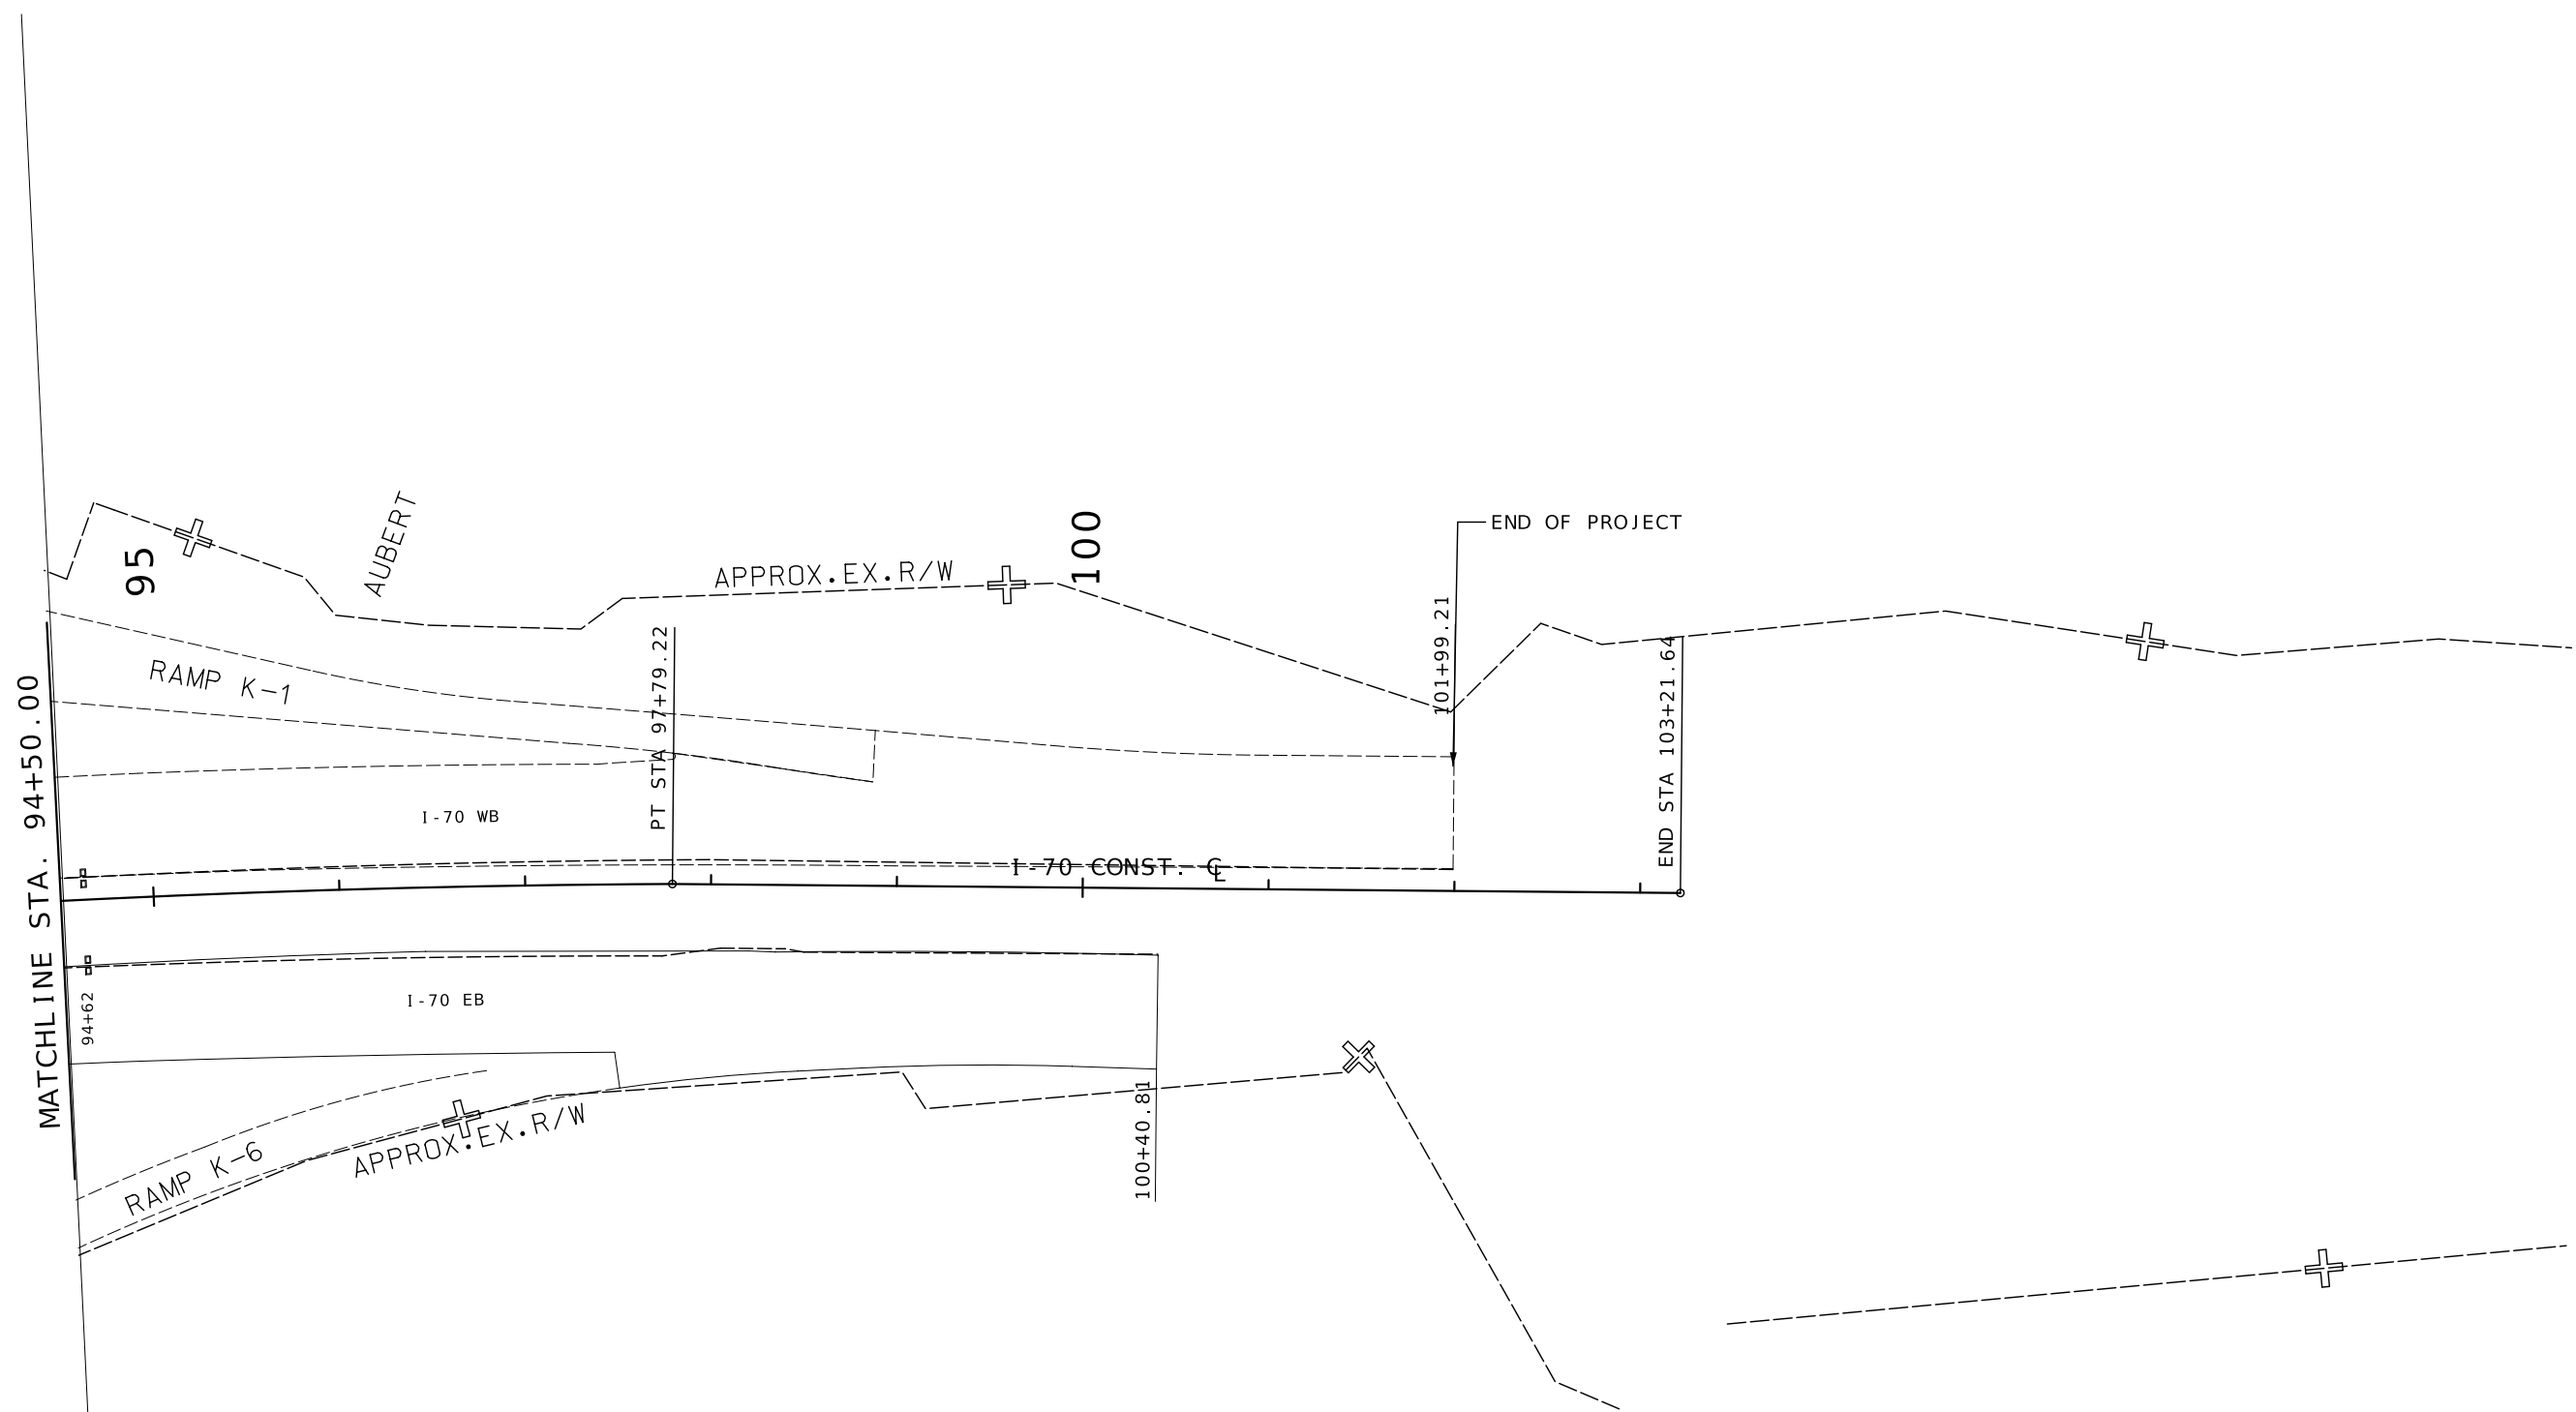 MATCHLINE STA. 94+50.00
95
AUBERT
APPROX.EX.R/W
100
END OF PROJECT
101+99.21
RAMP K-1
PT STA 97+79.22
END STA 103+21.64
I-70 WB
I-70 CONST. ℄
I-70 EB
94+62
RAMP K-6
APPROX.EX.R/W
100+40.81